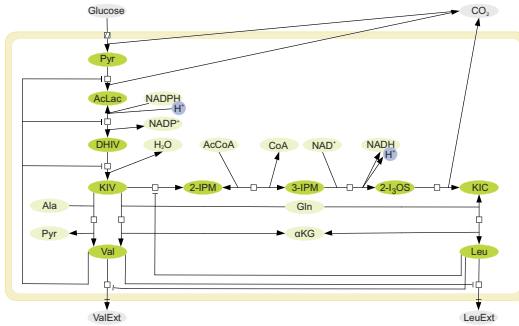 Glucose
CO₂
Pyr
AcLac
NADPH
H⁺
NADP⁺
DHIV
H₂O
AcCoA
CoA
NAD⁺
NADH
H⁺
KIV
2-IPM
3-IPM
2-I₃OS
KIC
Ala
Gln
Pyr
αKG
Val
Leu
ValExt
LeuExt